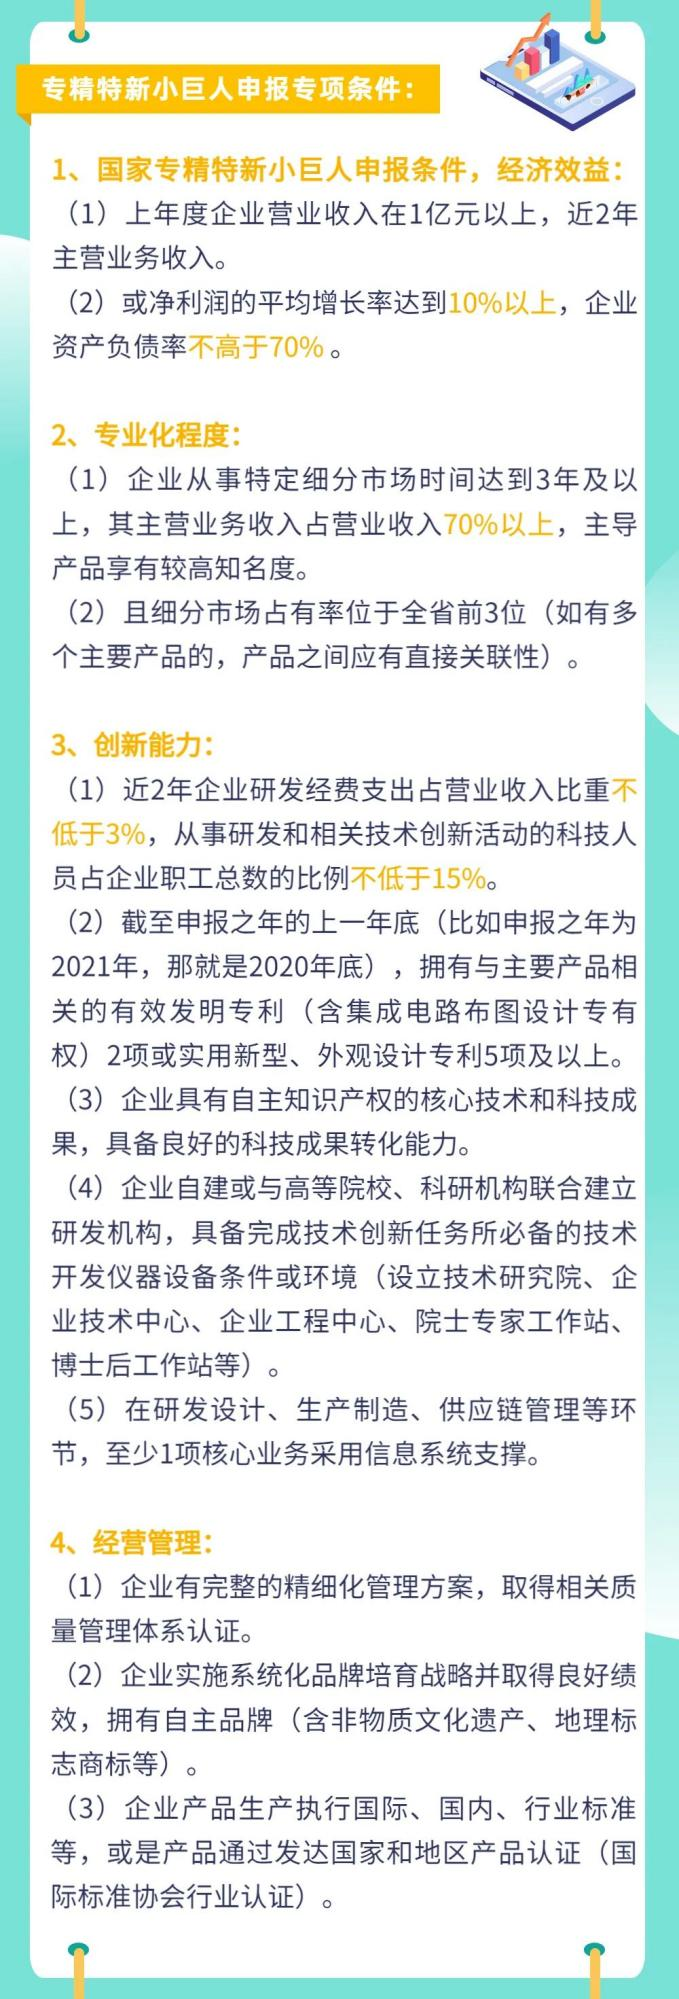 专精特新小巨人申报专项条件：
1、国家专精特新小巨人申报条件，经济效益：
（1）上年度企业营业收入在1亿元以上，近2年
主营业务收入。
（2）或净利润的平均增长率达到10%以上，企业
资产负债率不高于70% 。
2、专业化程度：
（1）企业从事特定细分市场时间达到3年及以
上，其主营业务收入占营业收入70%以上，主导
产品享有较高知名度。
（2）且细分市场占有率位于全省前3位（如有多
个主要产品的，产品之间应有直接关联性）。
3、创新能力：
（1）近2年企业研发经费支出占营业收入比重不
低于3%，从事研发和相关技术创新活动的科技人
员占企业职工总数的比例不低于15%。
（2）截至申报之年的上一年底（比如申报之年为
2021年，那就是2020年底），拥有与主要产品相
关的有效发明专利（含集成电路布图设计专有
权）2项或实用新型、外观设计专利5项及以上。
（3）企业具有自主知识产权的核心技术和科技成
果，具备良好的科技成果转化能力。
（4）企业自建或与高等院校、科研机构联合建立
研发机构，具备完成技术创新任务所必备的技术
开发仪器设备条件或环境（设立技术研究院、企
业技术中心、企业工程中心、院士专家工作站、
博士后工作站等）。
（5）在研发设计、生产制造、供应链管理等环
节，至少1项核心业务采用信息系统支撑。
4、经营管理：
（1）企业有完整的精细化管理方案，取得相关质
量管理体系认证。
（2）企业实施系统化品牌培育战略并取得良好绩
效，拥有自主品牌（含非物质文化遗产、地理标
志商标等）。
（3）企业产品生产执行国际、国内、行业标准
等，或是产品通过发达国家和地区产品认证（国
际标准协会行业认证）。